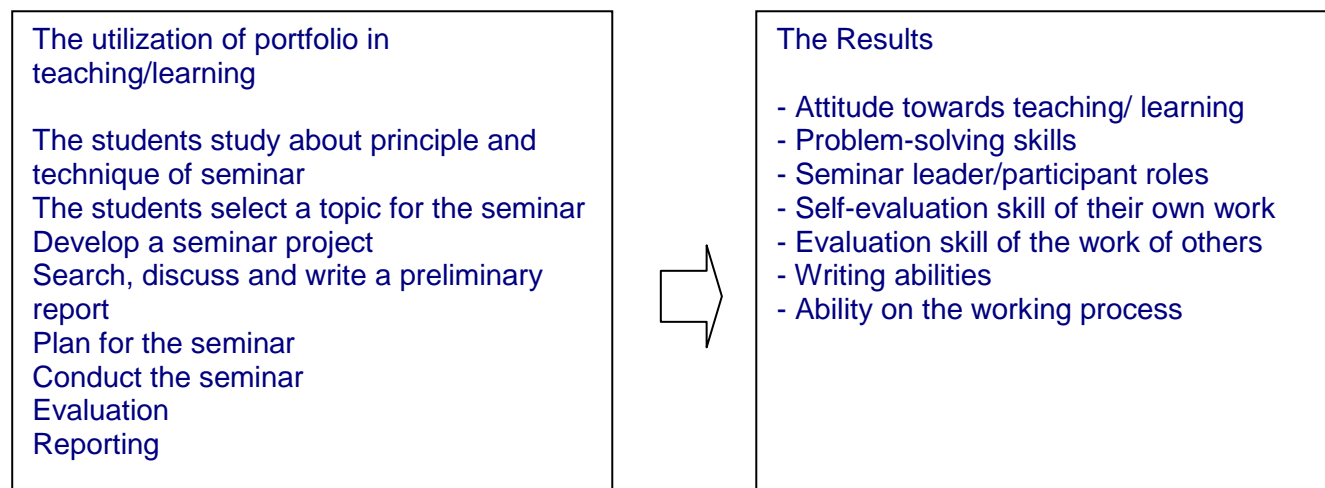 The utilization of portfolio in
teaching/learning
The students study about principle and
technique of seminar
The students select a topic for the seminar
Develop a seminar project
Search, discuss and write a preliminary
report
Plan for the seminar
Conduct the seminar
Evaluation
Reporting
The Results
- Attitude towards teaching/ learning
- Problem-solving skills
- Seminar leader/participant roles
- Self-evaluation skill of their own work
- Evaluation skill of the work of others
- Writing abilities
- Ability on the working process